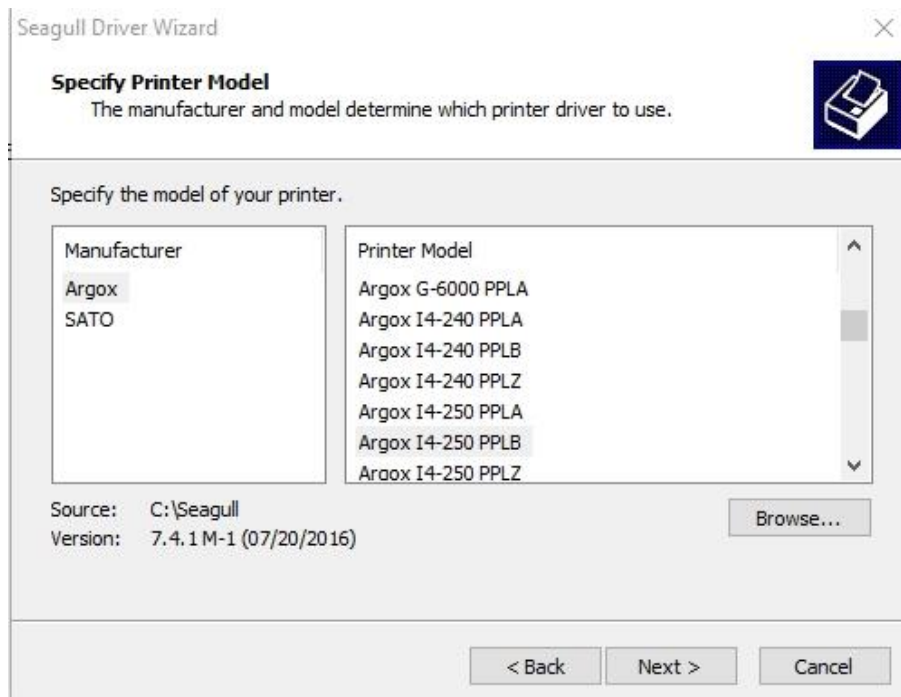 Seagull Driver Wizard
Specify Printer Model
The manufacturer and model determine which printer driver to use.
Specify the model of your printer.
Manufacturer
Argox
SATO
Printer Model
Argox G-6000 PPLA
Argox I4-240 PPLA
Argox I4-240 PPLB
Argox I4-240 PPLZ
Argox I4-250 PPLA
Argox I4-250 PPLB
Argox I4-250 PPLZ
Source: C:\Seagull
Version: 7.4.1 M-1 (07/20/2016)
Browse...
< Back Next > Cancel